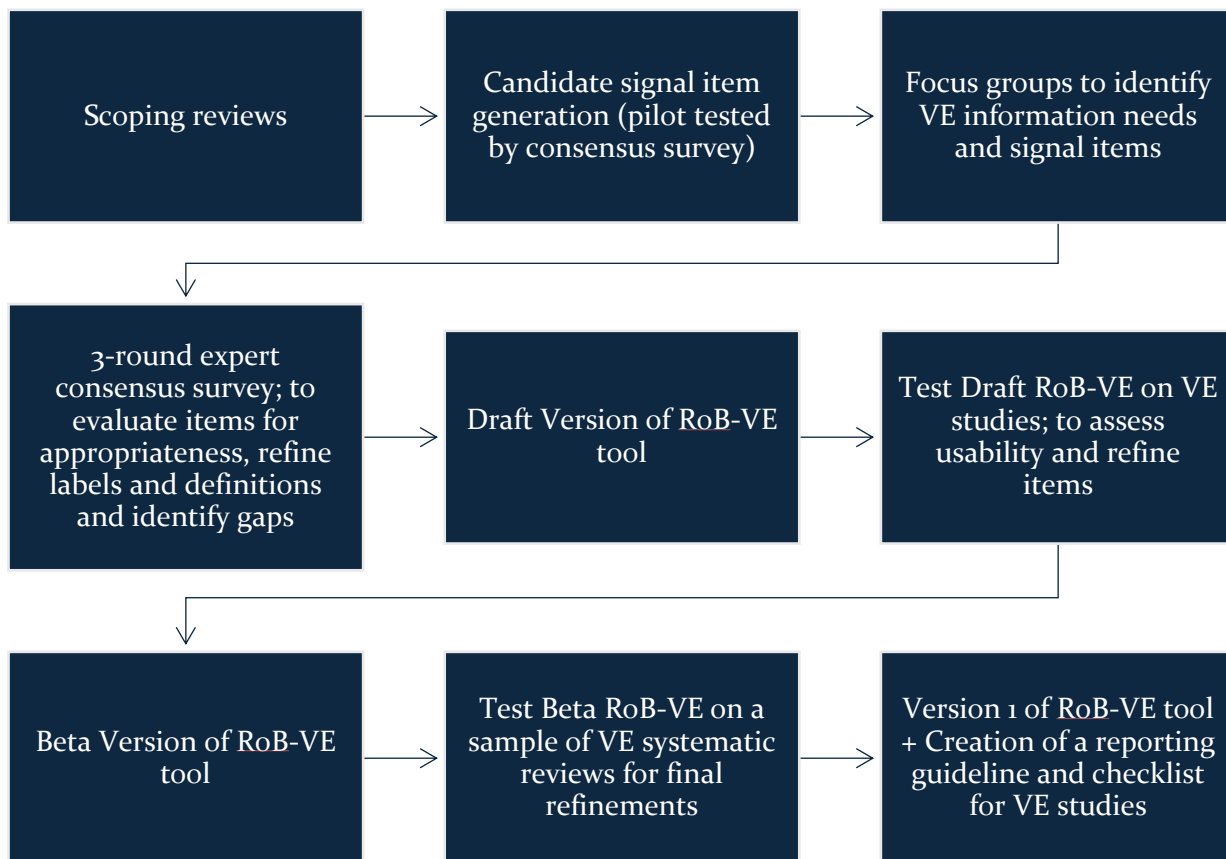 Scoping reviews
Candidate signal item
generation (pilot tested
by consensus survey)
Focus groups to identify
VE information needs
and signal items
3-round expert
consensus survey; to
evaluate items for
appropriateness, refine
labels and definitions
and identify gaps
Draft Version of RoB-VE
tool
Test Draft RoB-VE on VE
studies; to assess
usability and refine
items
Beta Version of RoB-VE
tool
Test Beta RoB-VE on a
sample of VE systematic
reviews for final
refinements
Version 1 of RoB-VE tool
+ Creation of a reporting
guideline and checklist
for VE studies